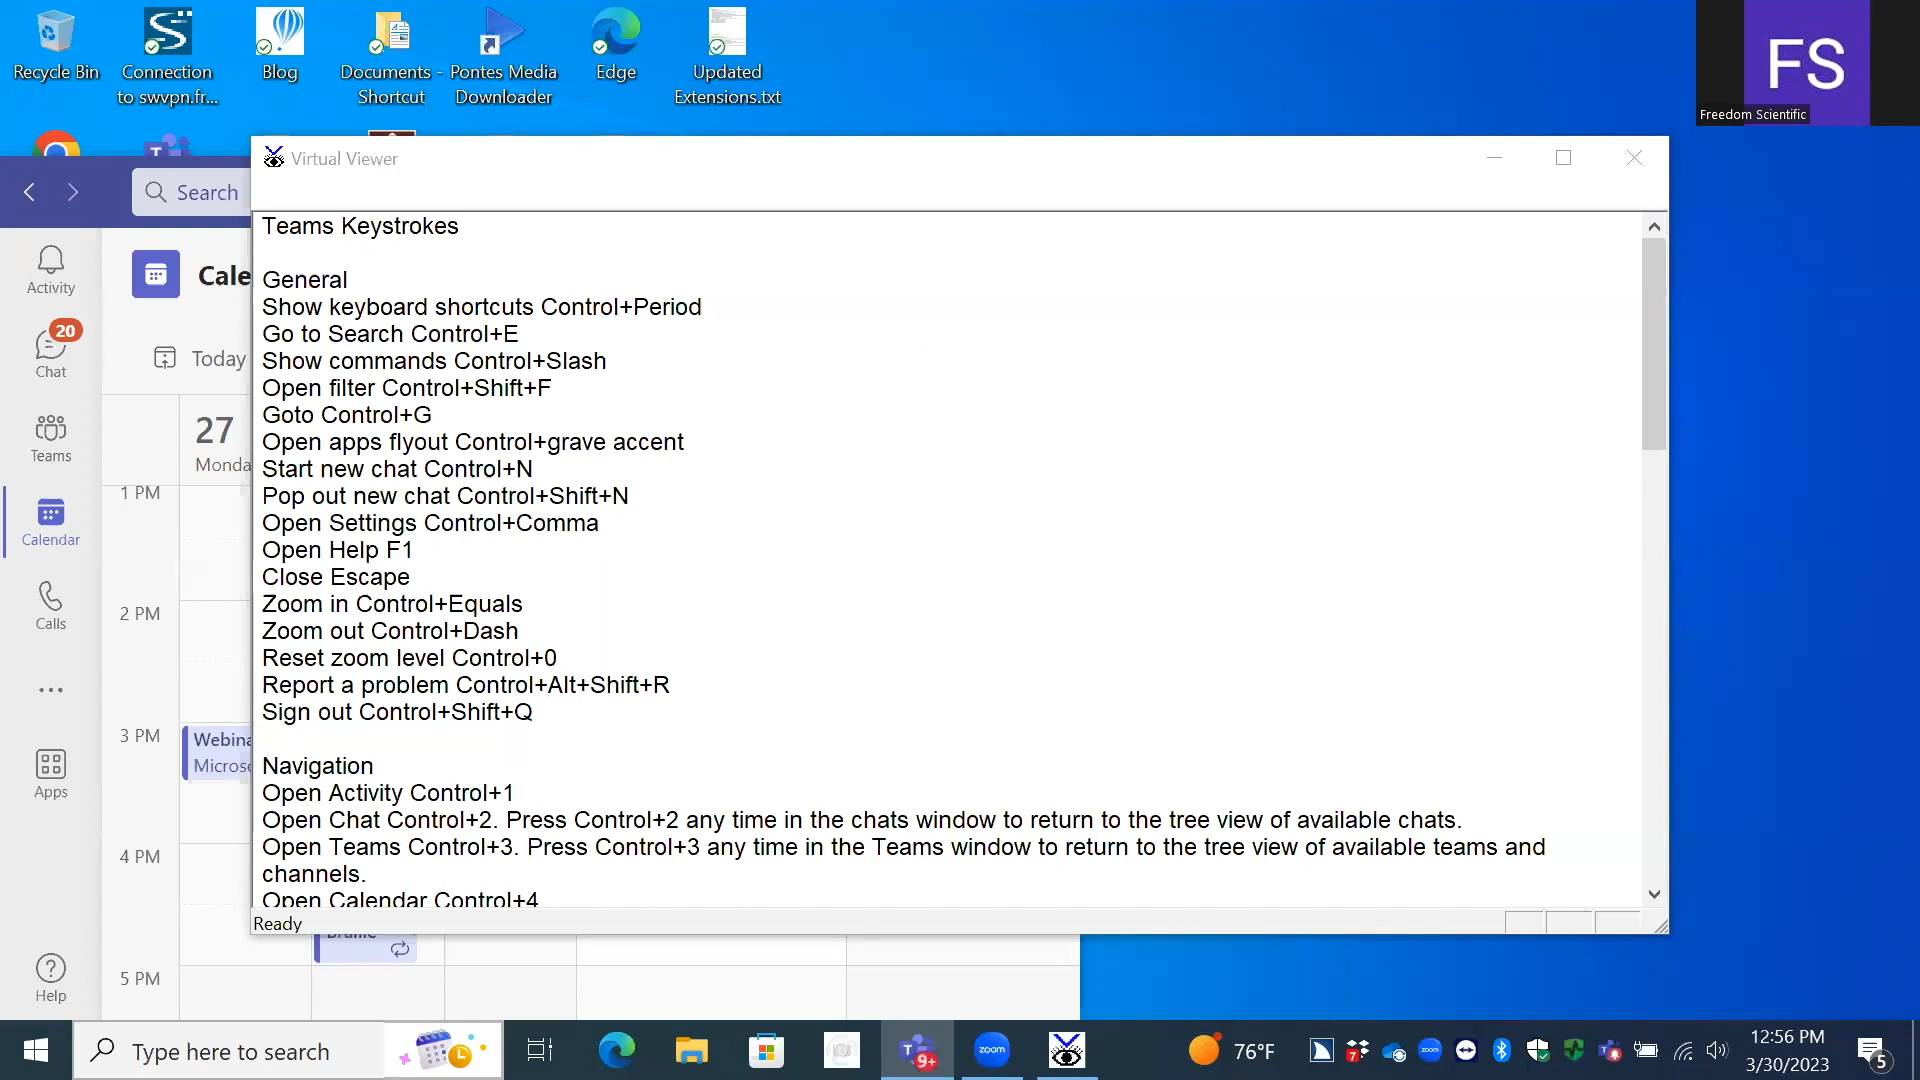 Recycle Bin
Connection
to swvpn.fr...
Blog
Documents -
Shortcut
Pontes Media
Downloader
Edge
Updated
Extensions.txt
FS
Freedom Scientific
Search
Activity
20
Chat
Teams
Calendar
Calls
Apps
Help
Cale
Today
27
Monda
1 PM
2 PM
3 PM
Webina
Microso
4 PM
5 PM
Virtual Viewer
Teams Keystrokes
General
Show keyboard shortcuts Control+Period
Go to Search Control+E
Show commands Control+Slash
Open filter Control+Shift+F
Goto Control+G
Open apps flyout Control+grave accent
Start new chat Control+N
Pop out new chat Control+Shift+N
Open Settings Control+Comma
Open Help F1
Close Escape
Zoom in Control+Equals
Zoom out Control+Dash
Reset zoom level Control+0
Report a problem Control+Alt+Shift+R
Sign out Control+Shift+Q
Navigation
Open Activity Control+1
Open Chat Control+2. Press Control+2 any time in the chats window to return to the tree view of available chats.
Open Teams Control+3. Press Control+3 any time in the Teams window to return to the tree view of available teams and
channels.
Open Calendar Control+4
Ready
Braille
Type here to search
9+
zoom
76°F
7
zoom
12:56 PM
3/30/2023
5